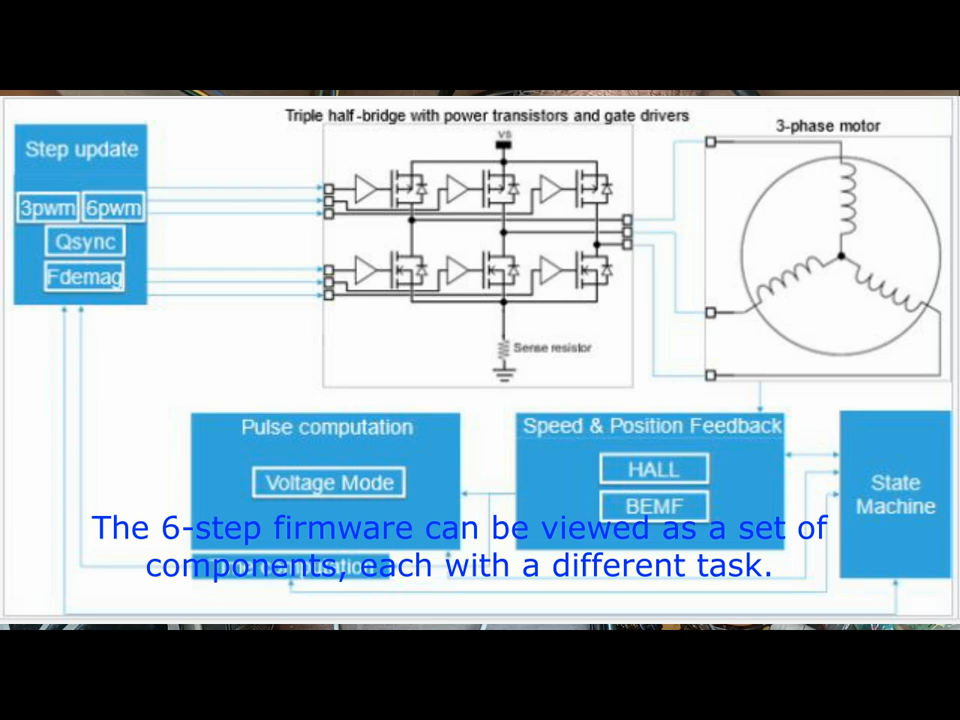 Triple half-bridge with power transistors and gate drivers
3-phase motor
Step update
VS
3pwm 6pwm
Qsync
Fdemag
Sense resistor
Pulse computation
Speed & Position Feedback
Voltage Mode
HALL
BEMF
State
Machine
The 6-step firmware can be viewed as a set of
components, each with a different task.